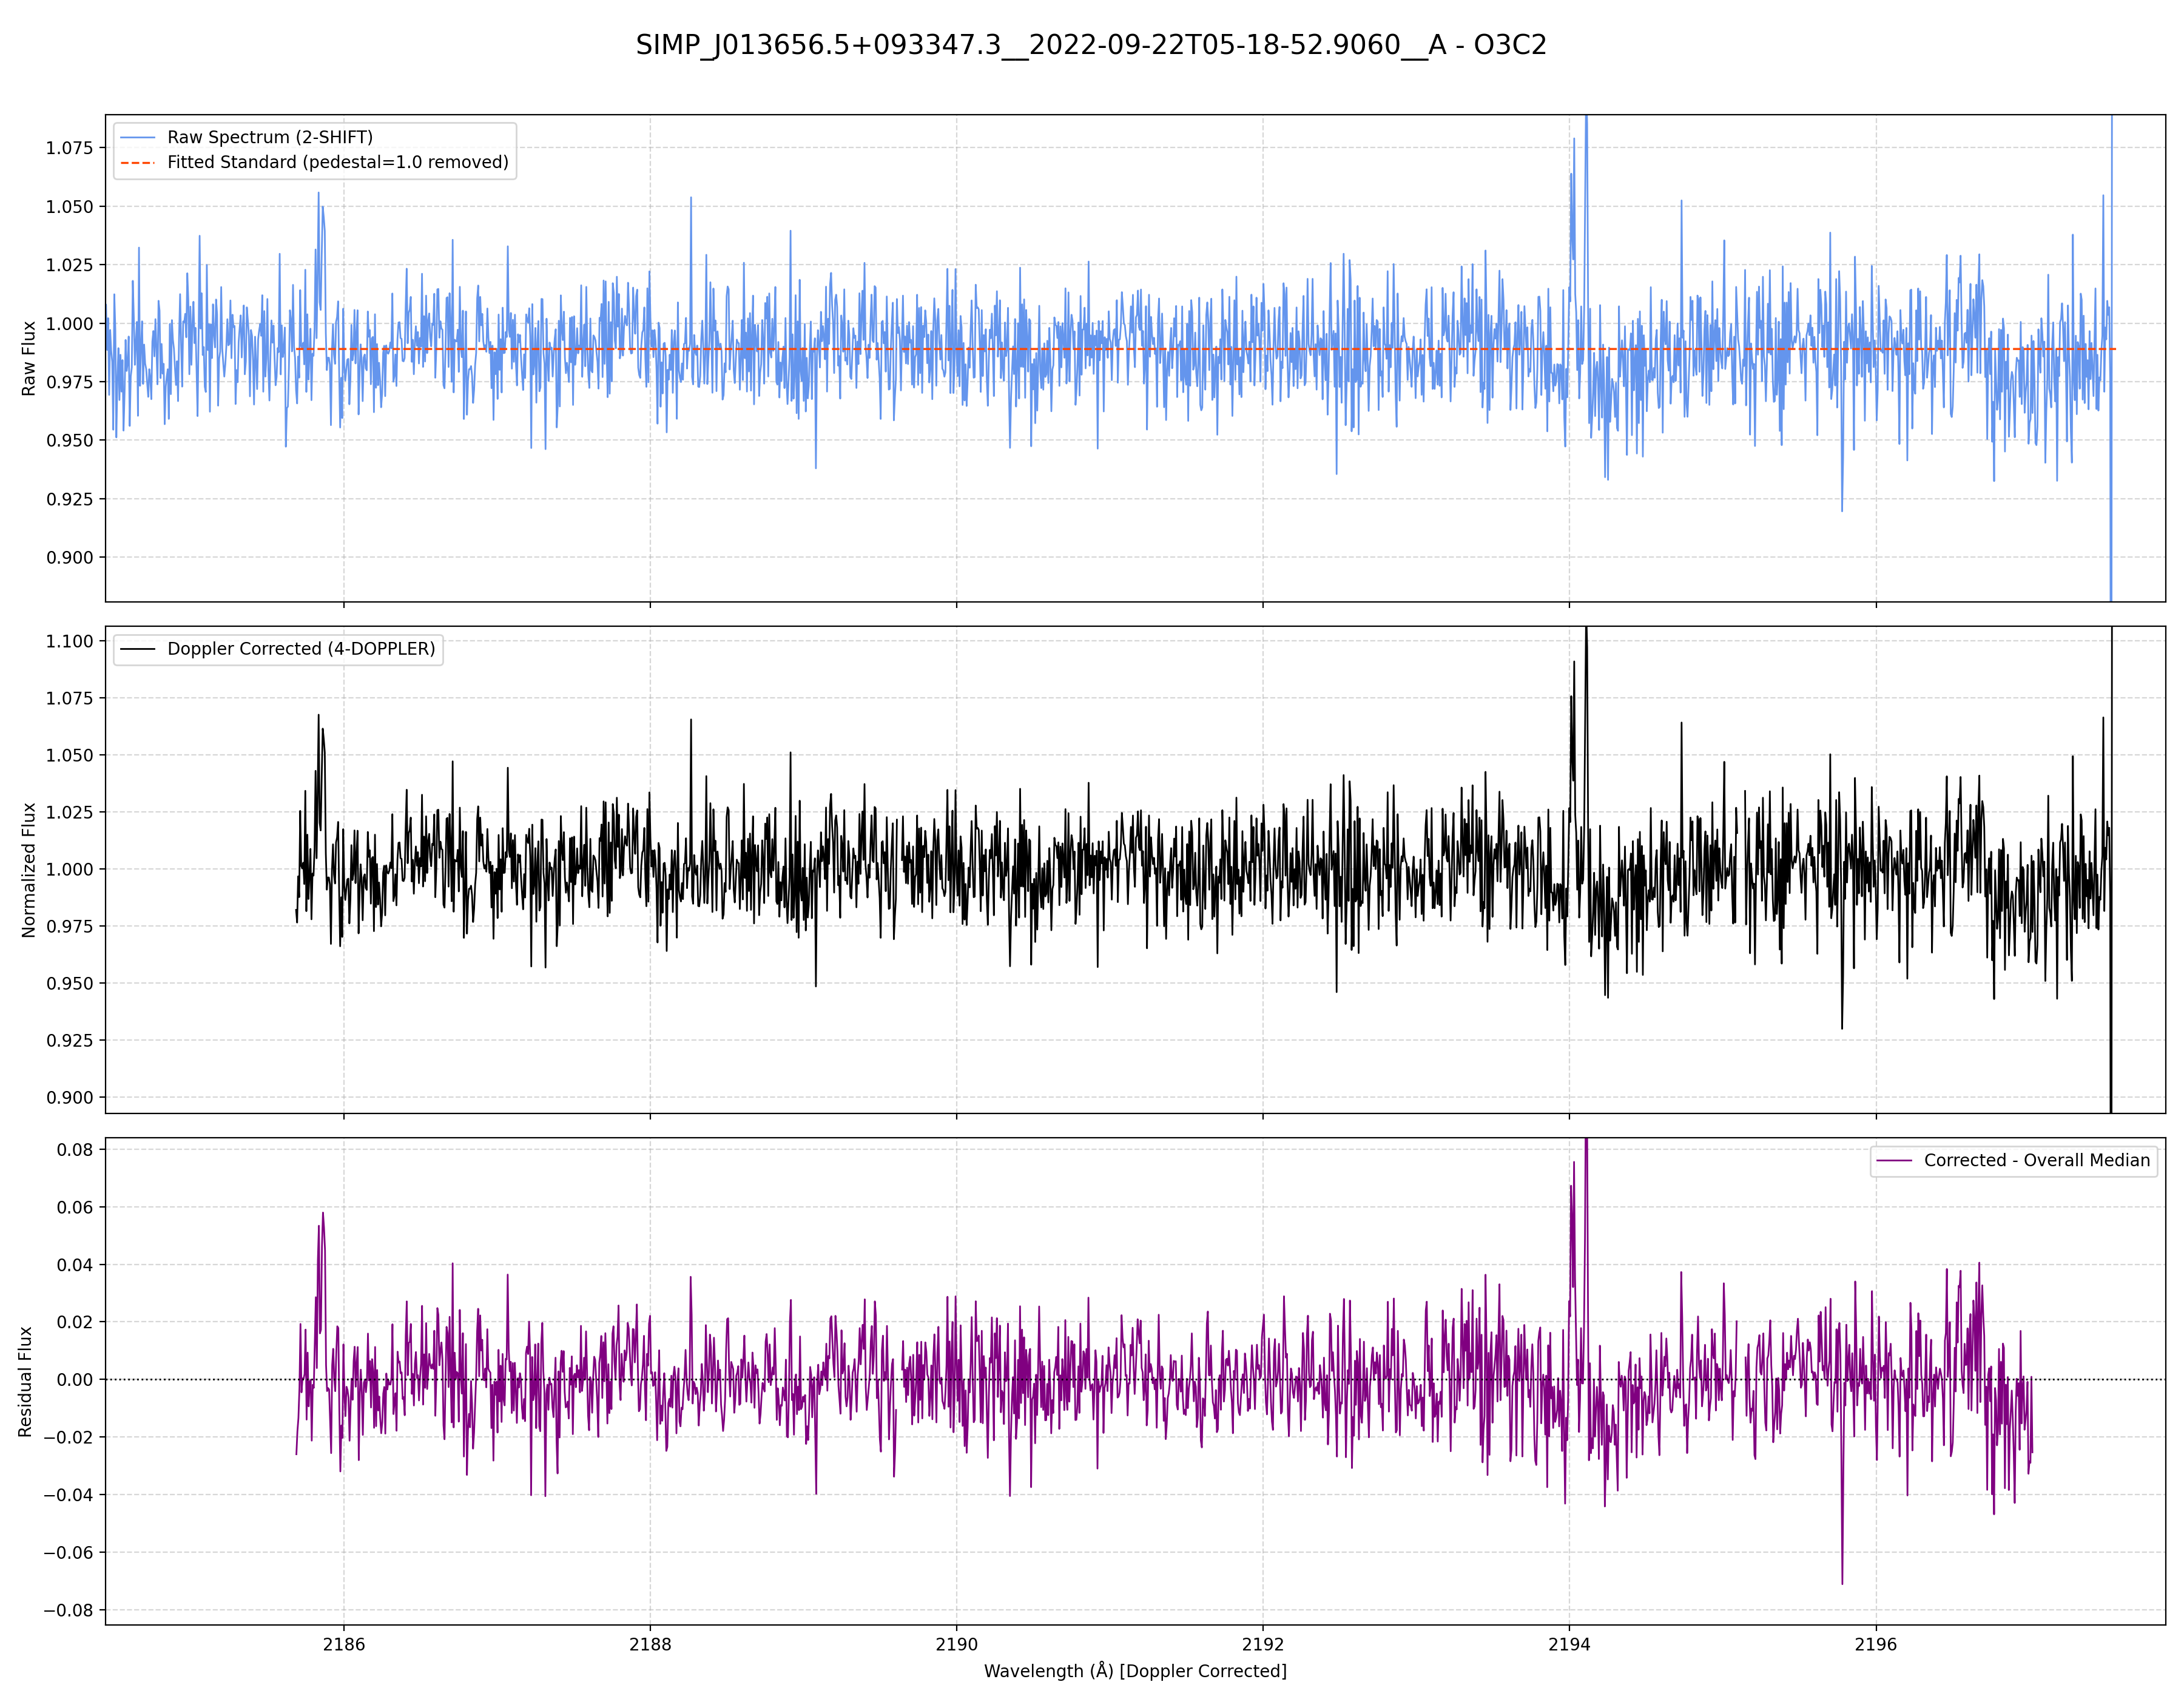 SIMP_J013656.5+093347.3__2022-09-22T05-18-52.9060__A - O3C2
Raw Spectrum (2-SHIFT)
Fitted Standard (pedestal=1.0 removed)
Raw Flux
1.075
1.050
1.025
1.000
0.975
0.950
0.925
0.900
Doppler Corrected (4-DOPPLER)
Normalized Flux
1.100
1.075
1.050
1.025
1.000
0.975
0.950
0.925
0.900
Corrected - Overall Median
Residual Flux
0.08
0.06
0.04
0.02
0.00
−0.02
−0.04
−0.06
−0.08
2186 2188 2190 2192 2194 2196
Wavelength (Å) [Doppler Corrected]